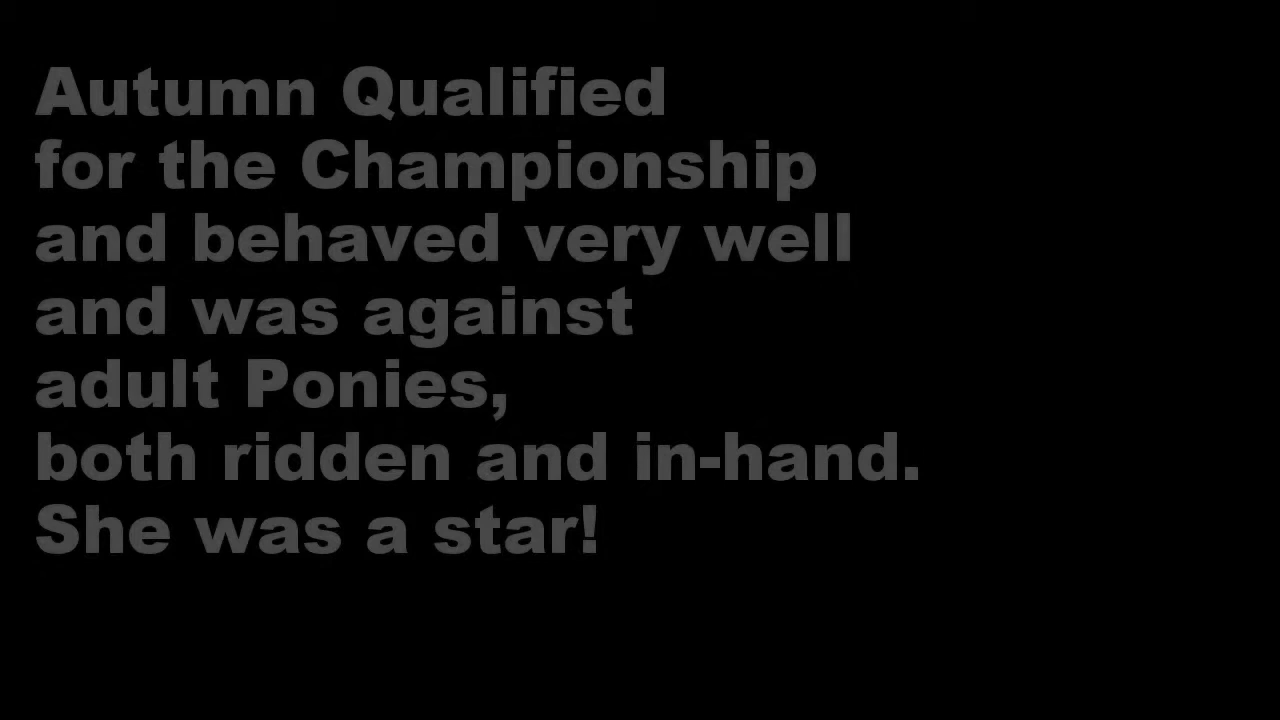 Autumn Qualified
for the Championship
and behaved very well
and was against
adult Ponies,
both ridden and in-hand.
She was a star!